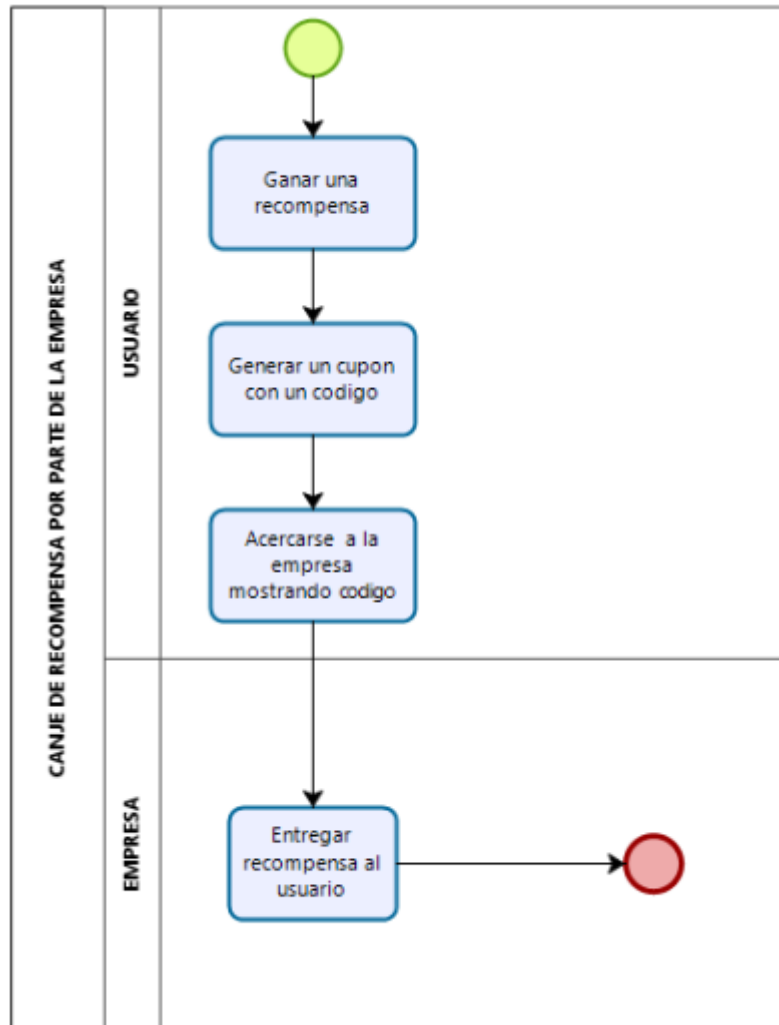 CANJE DE RECOMPENSA POR PARTE DE LA EMPRESA
USUARIO
Ganar una
recompensa
Generar un cupon
con un codigo
Acercarse a la
empresa
mostrando codigo
EMPRESA
Entregar
recompensa al
usuario